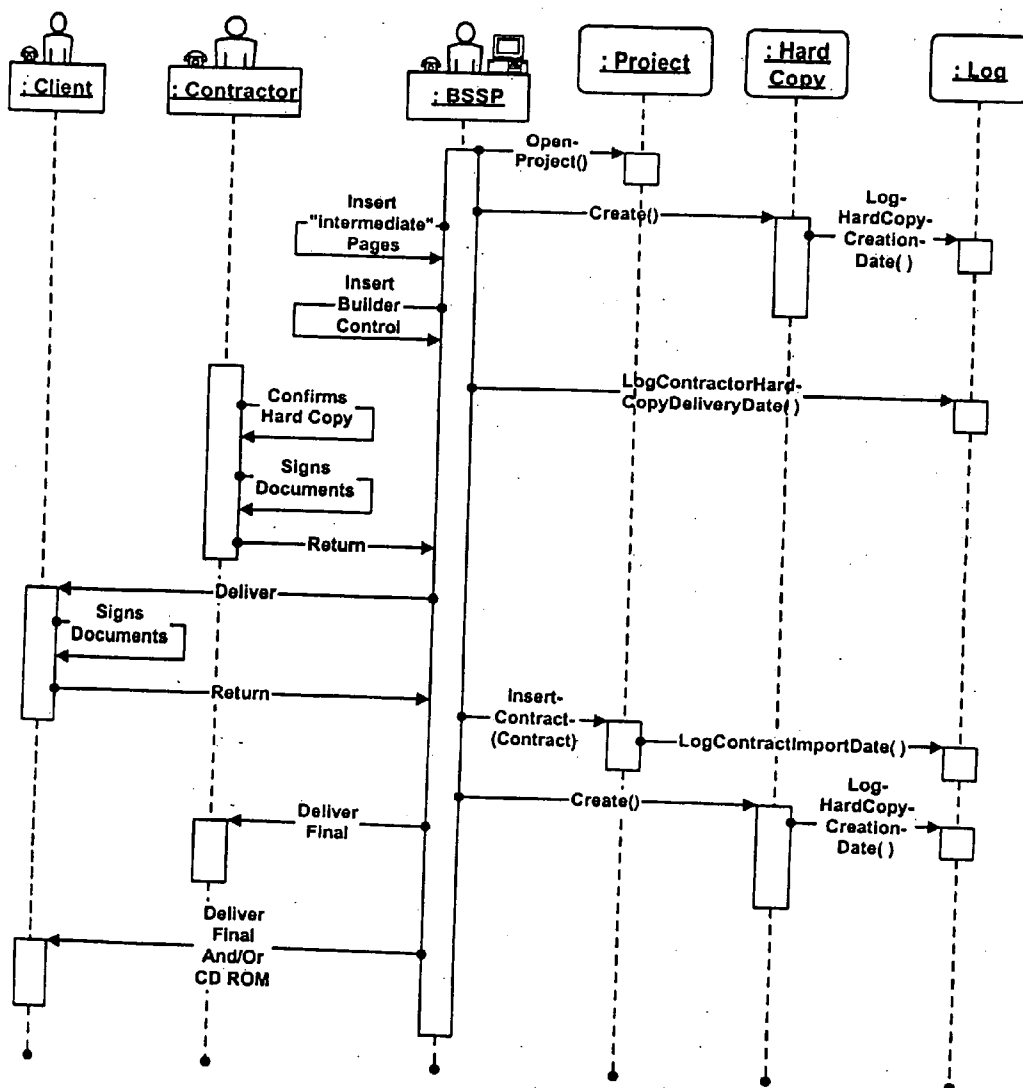 : Client
: Contractor
: BSSP
: Project
: Hard
Copy
: Log
Open-
Project()
Insert
"Intermediate"
Pages
Create()
Log-
HardCopy-
Creation-
Date( )
Insert
Builder
Control
LogContractorHard-
CopyDeliveryDate( )
Confirms
Hard Copy
Signs
Documents
Return
Deliver
Signs
Documents
Return
Insert-
Contract-
(Contract)
LogContractImportDate( )
Create()
Log-
HardCopy-
Creation-
Date( )
Deliver
Final
Deliver
Final
And/Or
CD ROM